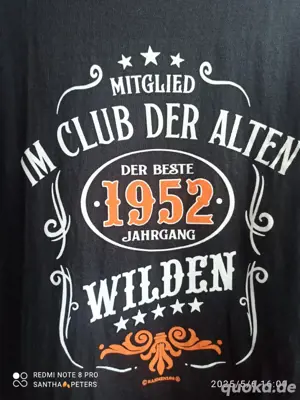 MITGLIED
IM CLUB DER ALTEN
DER BESTE
1952
JAHRGANG
WILDEN
REDMI NOTE 8 PRO
SANTHA PETERS
quoka.de